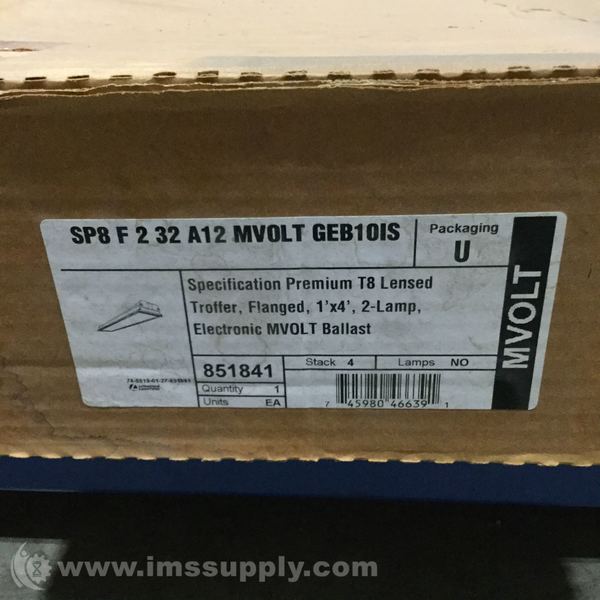 SP8 F 2 32 A12 MVOLT GEB10IS
Packaging
U
MVOLT
Specification Premium T8 Lensed
Troffer, Flanged, 1'x4', 2-Lamp,
Electronic MVOLT Ballast
851841
Stack 4
Lamps NO
Quantity 1
Units EA
7 45980 46639 1
www.imssupply.com